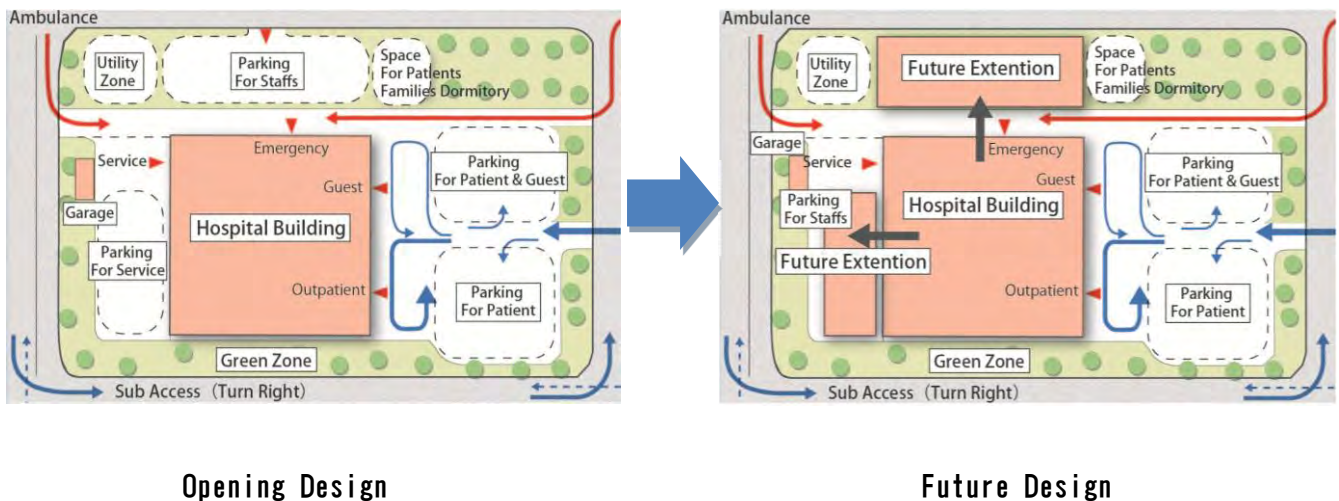 Ambulance
Utility
Zone
Parking
For Staffs
Space
For Patients
Families Dormitory
Emergency
Service
Guest
Parking
For Patient & Guest
Garage
Hospital Building
Parking
For Service
Outpatient
Parking
For Patient
Green Zone
Sub Access (Turn Right)
Opening Design
Ambulance
Utility
Zone
Future Extention
Space
For Patients
Families Dormitory
Garage
Emergency
Service
Guest
Parking
For Patient & Guest
Parking
For Staffs
Hospital Building
Future Extention
Outpatient
Parking
For Patient
Green Zone
Sub Access (Turn Right)
Future Design